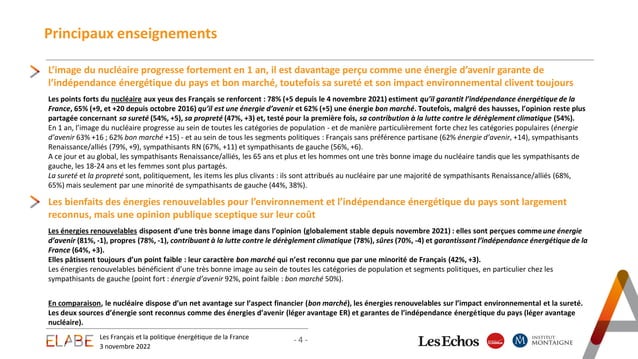 Principaux enseignements
L'image du nucléaire progresse fortement en 1 an, il est davantage perçu comme une énergie d'avenir garante de
l'indépendance énergétique du pays et bon marché, toutefois sa sureté et son impact environnemental clivent toujours
Les points forts du nucléaire aux yeux des Français se renforcent : 78% (+5 depuis le 4 novembre 2021) estiment qu'il garantit l'indépendance énergétique de la
France, 65% (+9, et +20 depuis octobre 2016) qu'il est une énergie d'avenir et 62% (+5) une énergie bon marché. Toutefois, malgré des hausses, l'opinion reste plus
partagée concernant sa sureté (54%, +5), sa propreté (47%, +3) et, testé pour la première fois, sa contribution à la lutte contre le dérèglement climatique (54%).
En 1 an, l'image du nucléaire progresse au sein de toutes les catégories de population - et de manière particulièrement forte chez les catégories populaires (énergie
d'avenir 63% +16 ; 62% bon marché +15) - et au sein de tous les segments politiques : Français sans préférence partisane (62% énergie d'avenir, +14), sympathisants
Renaissance/alliés (79%, +9), sympathisants RN (67%, +11) et sympathisants de gauche (56%, +6).
A ce jour et au global, les sympathisants Renaissance/alliés, les 65 ans et plus et les hommes ont une très bonne image du nucléaire tandis que les sympathisants de
gauche, les 18-24 ans et les femmes sont plus partagés.
La sureté et la propreté sont, politiquement, les items les plus clivants : ils sont attribués au nucléaire par une majorité de sympathisants Renaissance/alliés (68%,
65%) mais seulement par une minorité de sympathisants de gauche (44%, 38%).
Les bienfaits des énergies renouvelables pour l'environnement et l'indépendance énergétique du pays sont largement
reconnus, mais une opinion publique sceptique sur leur coût
Les énergies renouvelables disposent d'une très bonne image dans l'opinion (globalement stable depuis novembre 2021) : elles sont perçues comme une énergie
d'avenir (81%, -1), propres (78%, -1), contribuant à la lutte contre le dérèglement climatique (78%), sûres (70%, -4) et garantissant l'indépendance énergétique de la
France (64%, +3).
Elles pâtissent toujours d'un point faible : leur caractère bon marché qui n'est reconnu que par une minorité de Français (42%, +3).
Les énergies renouvelables bénéficient d'une très bonne image au sein de toutes les catégories de population et segments politiques, en particulier chez les
sympathisants de gauche (point fort : énergie d'avenir 92%, point faible : bon marché 50%).
En comparaison, le nucléaire dispose d'un net avantage sur l'aspect financier (bon marché), les énergies renouvelables sur l'impact environnemental et la sureté.
Les deux sources d'énergie sont reconnues comme des énergies d'avenir (léger avantage ER) et garantes de l'indépendance énergétique du pays (léger avantage
nucléaire).
ELABE
Les Français et la politique énergétique de la France
3 novembre 2022
- 4 -
Les Echos
INSTITUT
MONTAIGNE